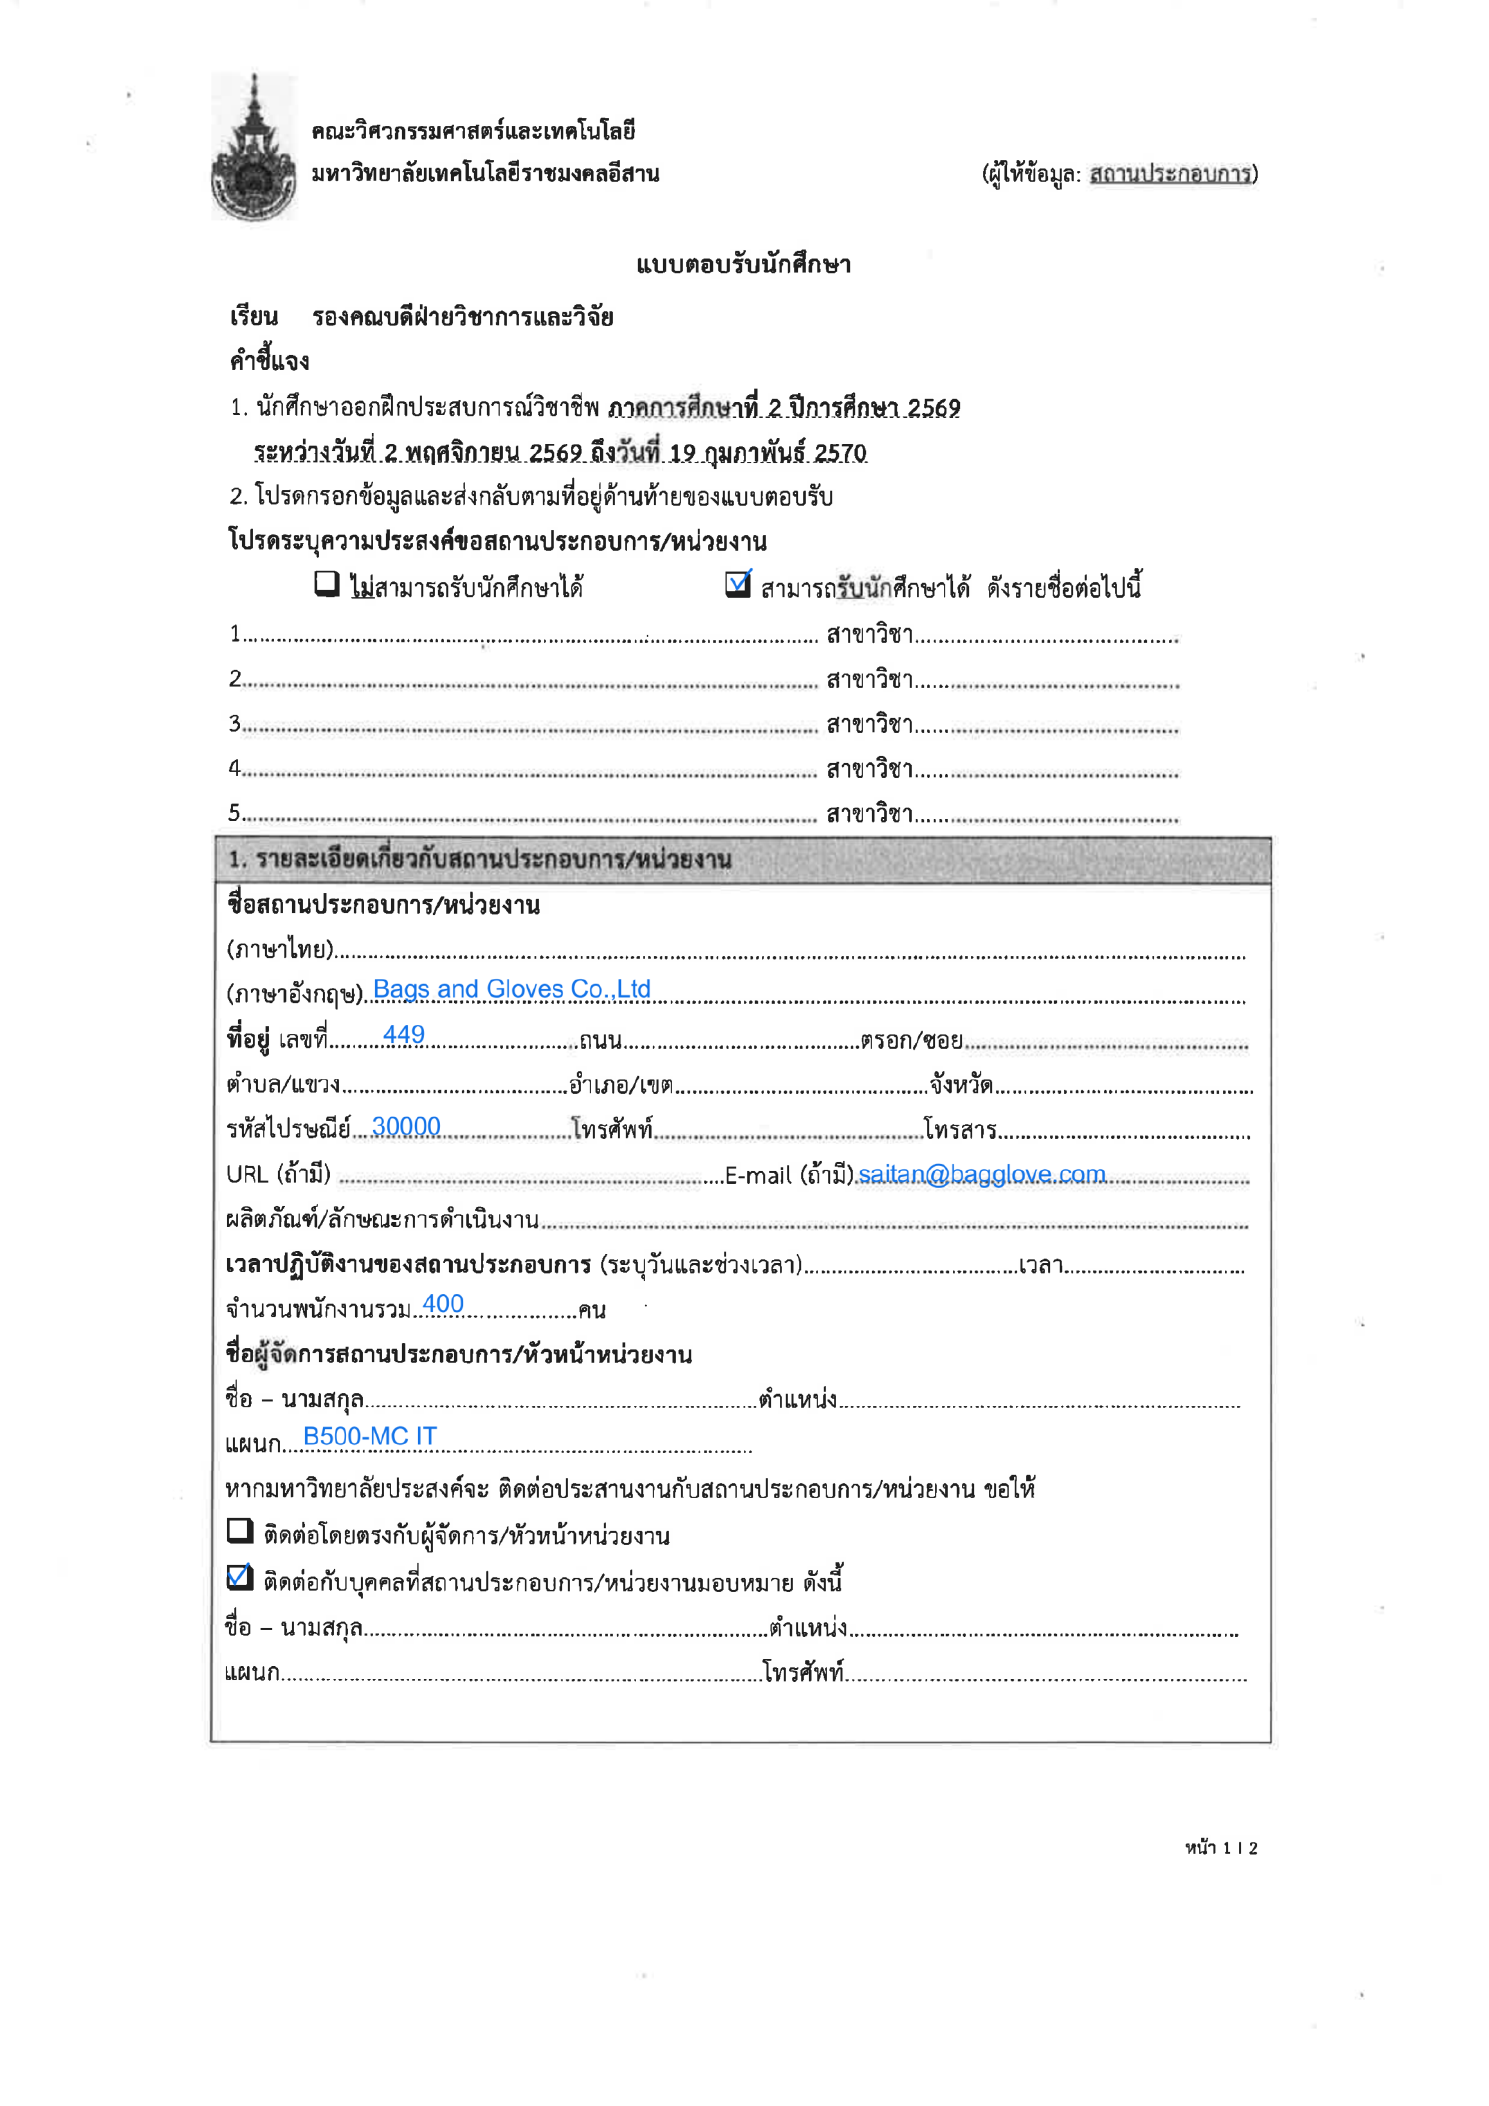 คณะวิศวกรรมศาสตร์และเทคโนโลยี
มหาวิทยาลัยเทคโนโลยีราชมงคลอีสาน (ผู้ให้ข้อมูล: สถานประกอบการ)
แบบตอบรับนักศึกษา
เรียน รองคณบดีฝ่ายวิชาการและวิจัย
คำชี้แจง
1. นักศึกษาออกฝึกประสบการณ์วิชาชีพ ภาคการศึกษาที่ 2 ปีการศึกษา 2569
ระหว่างวันที่ 2 พฤศจิกายน 2569 ถึงวันที่ 19 กุมภาพันธ์ 2570
2. โปรดกรอกข้อมูลและส่งกลับตามที่อยู่ด้านท้ายของแบบตอบรับ
โปรดระบุความประสงค์ขอสถานประกอบการ/หน่วยงาน
❑ ไม่สามารถรับนักศึกษาได้ ☑ สามารถรับนักศึกษาได้ ดังรายชื่อต่อไปนี้
1.................... สาขาวิชา....................
2.................... สาขาวิชา....................
3.................... สาขาวิชา....................
4.................... สาขาวิชา....................
5.................... สาขาวิชา....................
1. รายละเอียดเกี่ยวกับสถานประกอบการ/หน่วยงาน
ชื่อสถานประกอบการ/หน่วยงาน
(ภาษาไทย)....................
(ภาษาอังกฤษ) Bags and Gloves Co.,Ltd
ที่อยู่ เลขที่.....449..........ถนน....................ตรอก/ซอย....................
ตำบล/แขวง....................อำเภอ/เขต....................จังหวัด....................
รหัสไปรษณีย์...30000..........โทรศัพท์....................โทรสาร....................
URL (ถ้ามี) ....................E-mail (ถ้ามี).saitan@bagglove.com
ผลิตภัณฑ์/ลักษณะการดำเนินงาน....................
เวลาปฏิบัติงานของสถานประกอบการ (ระบุวันและช่วงเวลา)....................เวลา....................
จำนวนพนักงานรวม..400..........คน
ชื่อผู้จัดการสถานประกอบการ/หัวหน้าหน่วยงาน
ชื่อ – นามสกุล....................ตำแหน่ง....................
แผนก...B500-MC IT..........
หากมหาวิทยาลัยประสงค์จะ ติดต่อประสานงานกับสถานประกอบการ/หน่วยงาน ขอให้
❑ ติดต่อโดยตรงกับผู้จัดการ/หัวหน้าหน่วยงาน
☑ ติดต่อกับบุคคลที่สถานประกอบการ/หน่วยงานมอบหมาย ดังนี้
ชื่อ – นามสกุล....................ตำแหน่ง....................
แผนก....................โทรศัพท์....................
หน้า 1 | 2